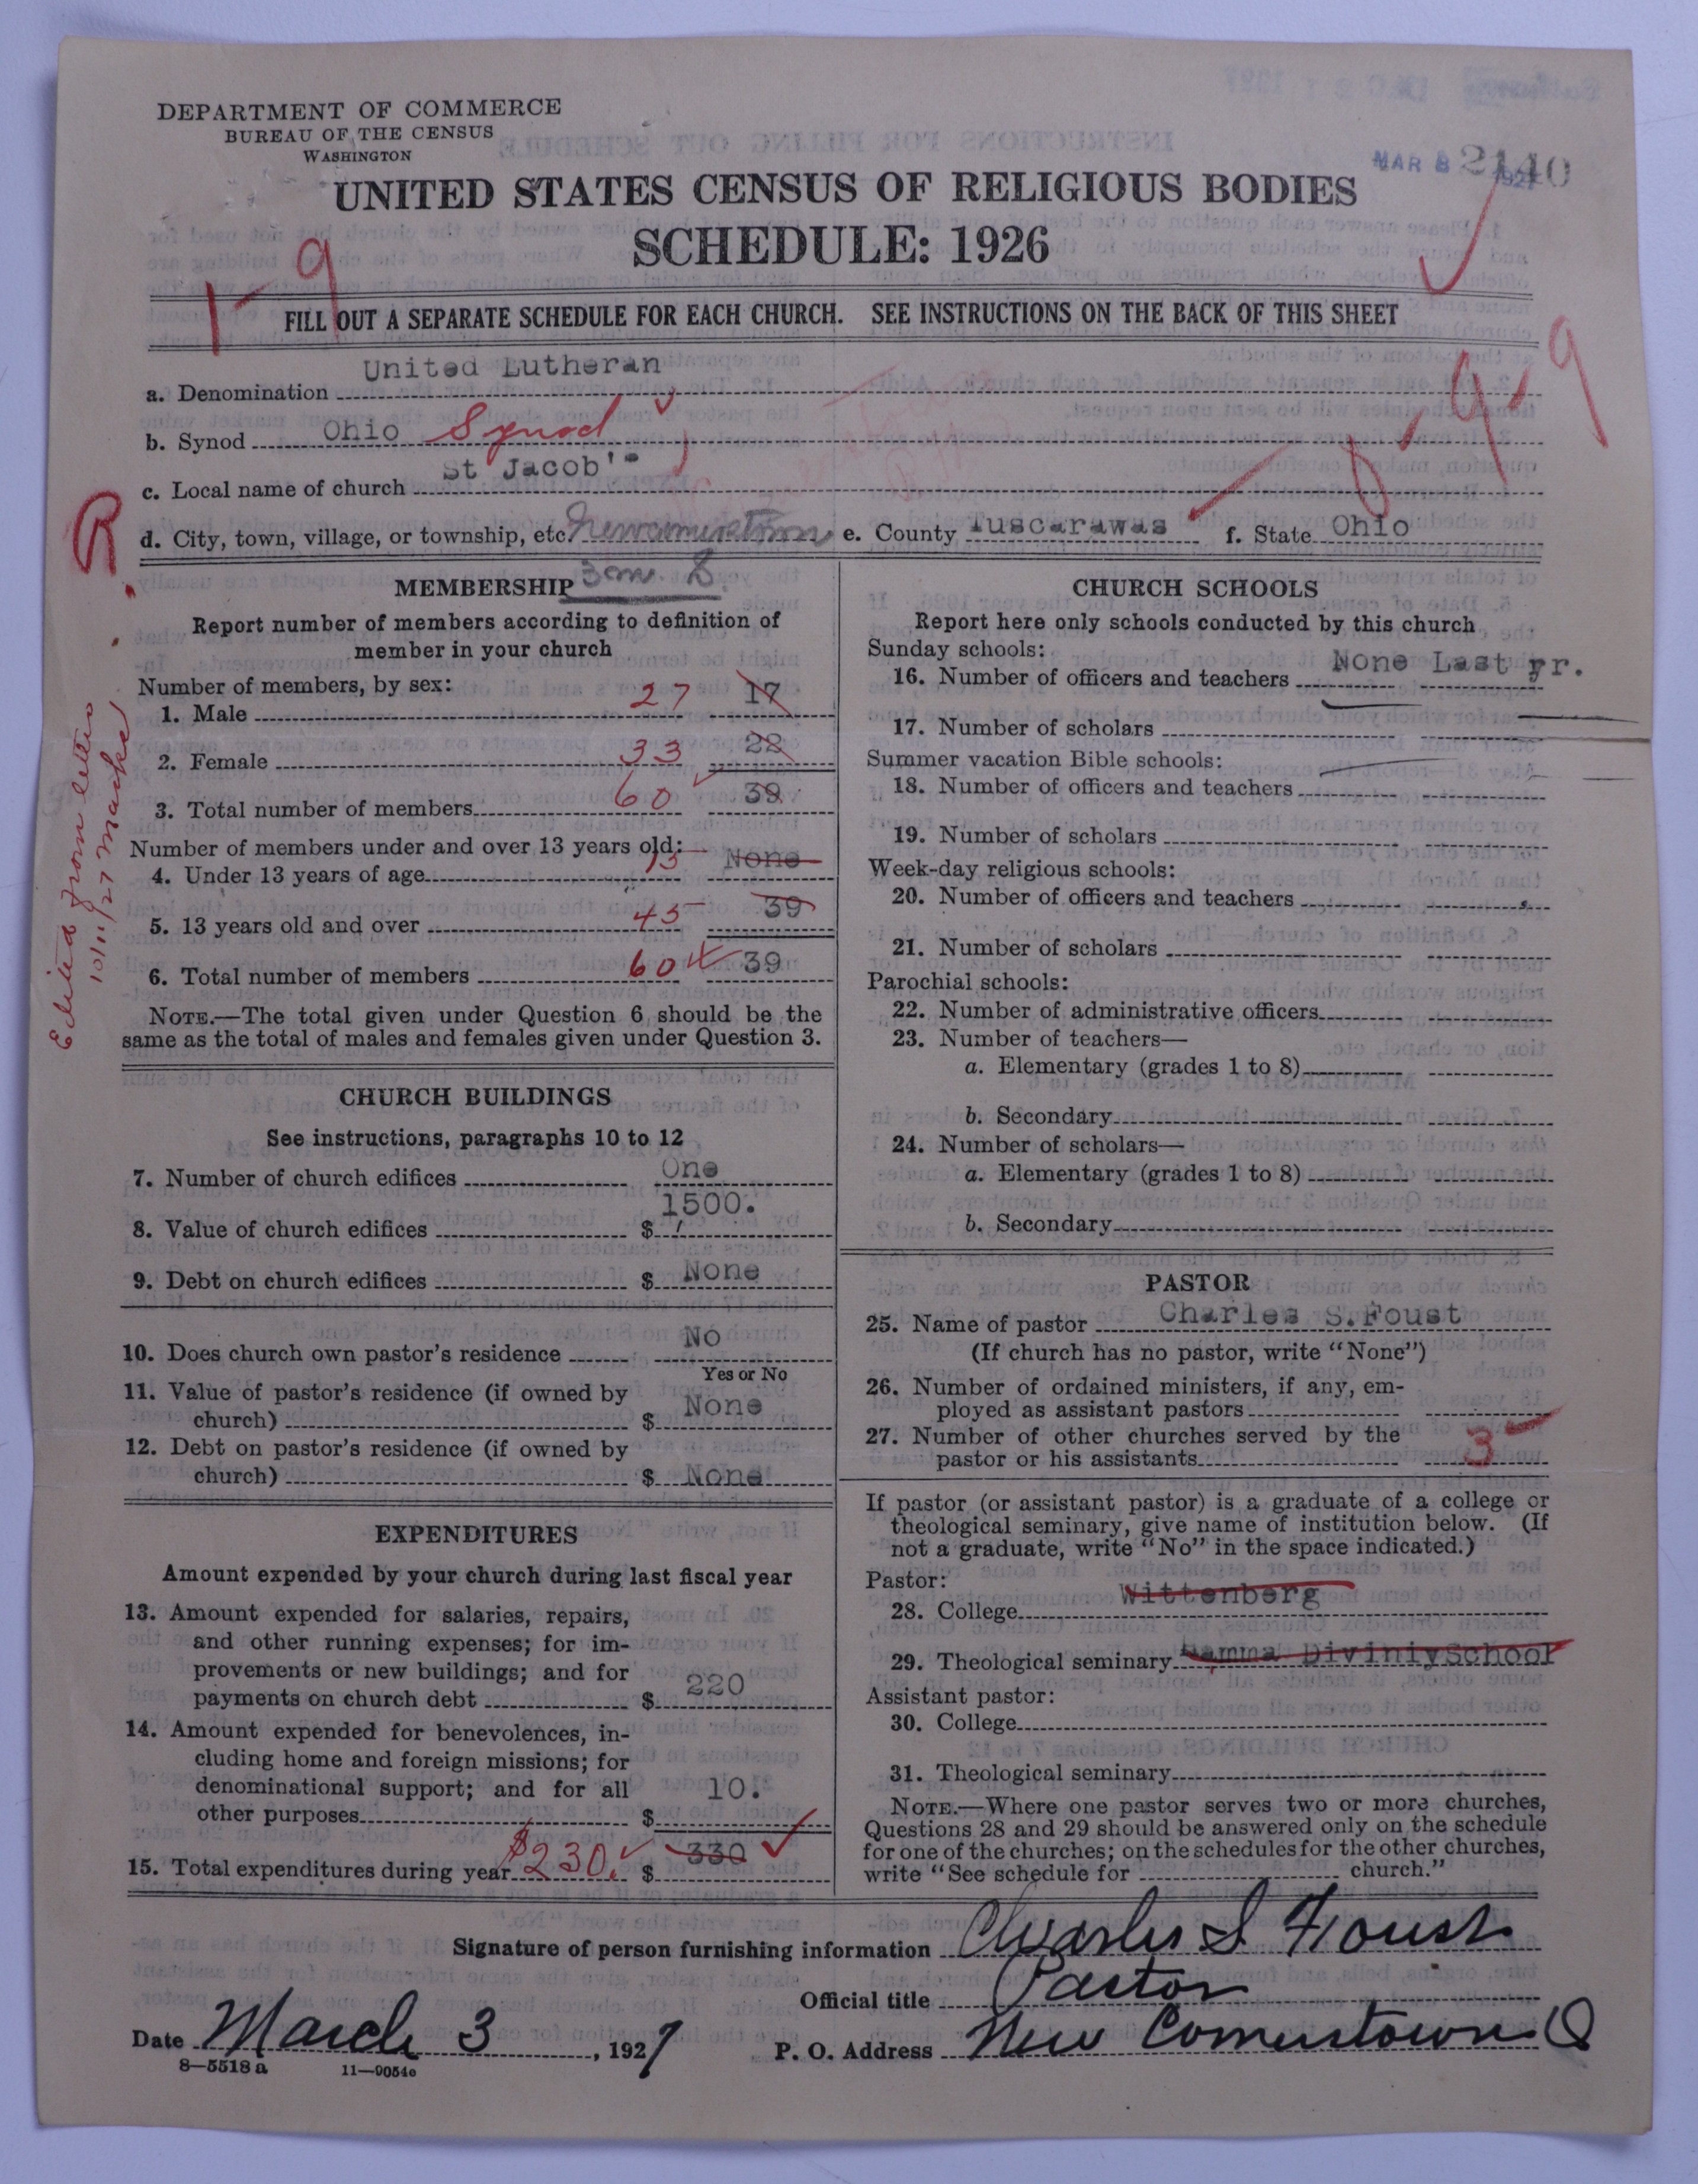 DEPARTMENT OF COMMERCE
BUREAU OF THE CENSUS
WASHINGTON
MAR 8 1927
2140
UNITED STATES CENSUS OF RELIGIOUS BODIES
SCHEDULE: 1926
1-9
FILL OUT A SEPARATE SCHEDULE FOR EACH CHURCH. SEE INSTRUCTIONS ON THE BACK OF THIS SHEET
a. Denomination United Lutheran
b. Synod Ohio Synod
c. Local name of church St Jacob's
d. City, town, village, or township, etc. Newcomerstown e. County Tuscarawas f. State Ohio
R.
Edited from letter
10/11/27
MEMBERSHIP
Report number of members according to definition of
member in your church
Number of members, by sex:
1. Male 27 17
2. Female 33 22
3. Total number of members 60 39
Number of members under and over 13 years old:
4. Under 13 years of age 15 None
5. 13 years old and over 45 39
6. Total number of members 60 39
NOTE.—The total given under Question 6 should be the
same as the total of males and females given under Question 3.
CHURCH BUILDINGS
See instructions, paragraphs 10 to 12
7. Number of church edifices One
8. Value of church edifices $ 1500.
9. Debt on church edifices $ None
10. Does church own pastor's residence No
Yes or No
11. Value of pastor's residence (if owned by
church) $ None
12. Debt on pastor's residence (if owned by
church) $ None
EXPENDITURES
Amount expended by your church during last fiscal year
13. Amount expended for salaries, repairs,
and other running expenses; for im-
provements or new buildings; and for
payments on church debt $ 220
14. Amount expended for benevolences, in-
cluding home and foreign missions; for
denominational support; and for all
other purposes $ 10.
15. Total expenditures during year $230. $ 330
CHURCH SCHOOLS
Report here only schools conducted by this church
Sunday schools:
16. Number of officers and teachers None Last yr.
17. Number of scholars
Summer vacation Bible schools:
18. Number of officers and teachers
19. Number of scholars
Week-day religious schools:
20. Number of officers and teachers
21. Number of scholars
Parochial schools:
22. Number of administrative officers
23. Number of teachers—
a. Elementary (grades 1 to 8)
b. Secondary
24. Number of scholars—
a. Elementary (grades 1 to 8)
b. Secondary
PASTOR
25. Name of pastor Charles S.Foust
(If church has no pastor, write "None")
26. Number of ordained ministers, if any, em-
ployed as assistant pastors
27. Number of other churches served by the
pastor or his assistants 3
If pastor (or assistant pastor) is a graduate of a college or
theological seminary, give name of institution below. (If
not a graduate, write "No" in the space indicated.)
Pastor:
28. College Wittenberg
29. Theological seminary Hamma DiviniySchool
Assistant pastor:
30. College
31. Theological seminary
NOTE.—Where one pastor serves two or more churches,
Questions 28 and 29 should be answered only on the schedule
for one of the churches; on the schedules for the other churches,
write "See schedule for church."
Signature of person furnishing information Charles S Foust
Official title Pastor
Date March 3, 1927 P. O. Address New Comerstown O
8—5518 a 11—9054c